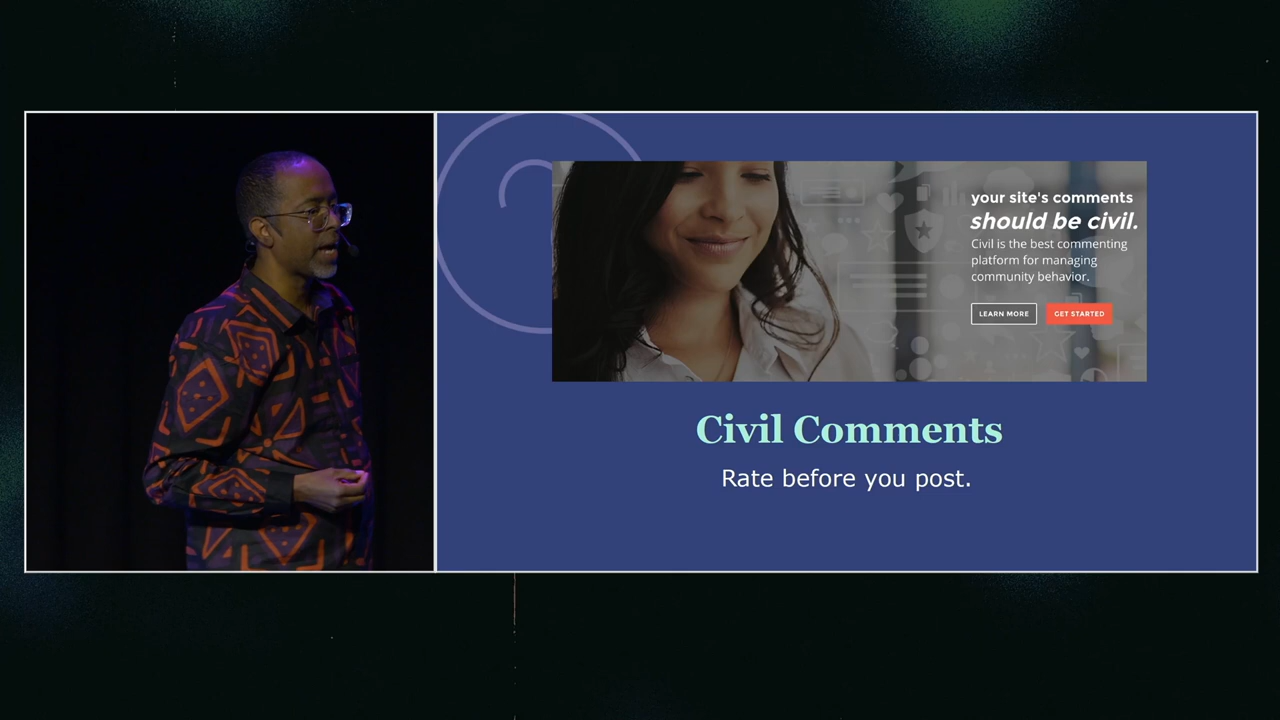 your site's comments
should be civil.
Civil is the best commenting
platform for managing
community behavior.
LEARN MORE
GET STARTED
Civil Comments
Rate before you post.